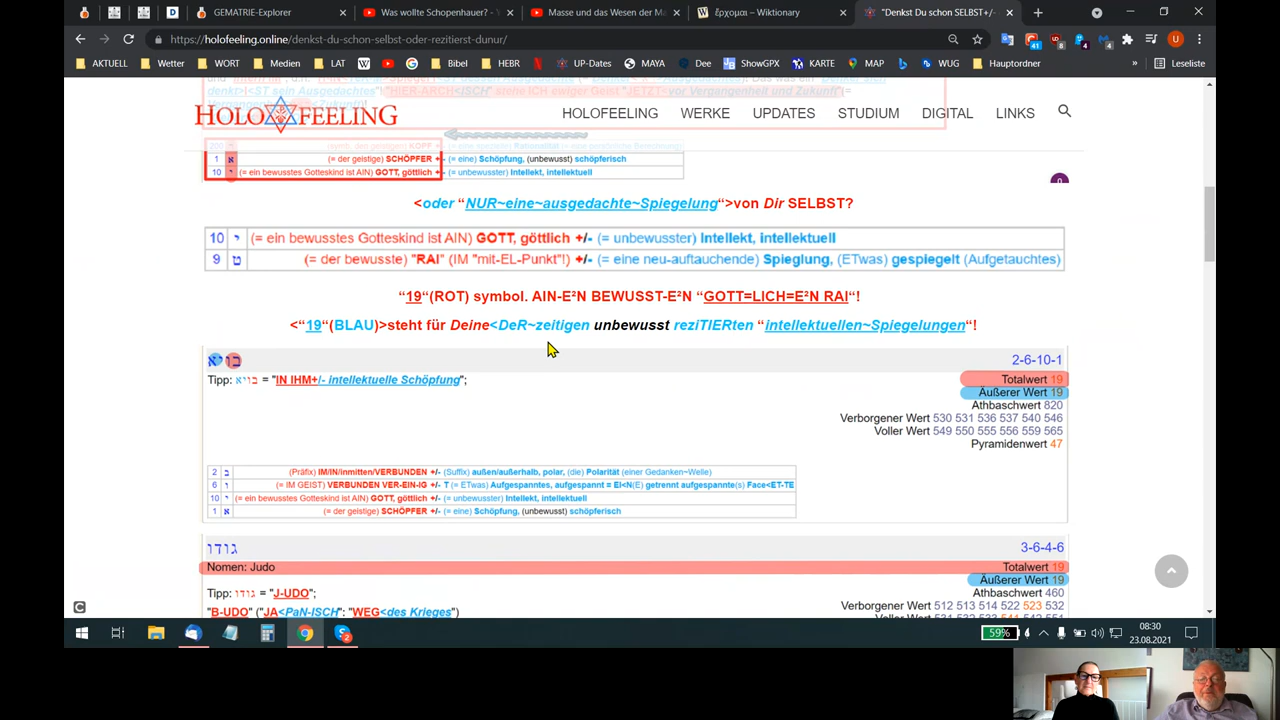 GEMATRIE-Explorer
Was wollte Schopenhauer? - V
Masse und das Wesen der Ma
ἔρχομαι – Wiktionary
"Denkst Du schon SELBST+/-
https://holofeeling.online/denkst-du-schon-selbst-oder-rezitierst-dunur/
AKTUELL Wetter WORT Medien LAT Bibel HEBR UP-Dates MAYA Dee ShowGPX KARTE MAP BLAU WUG Hauptordner » Leseliste
HOLOFEELING
HOLOFEELING WERKE UPDATES STUDIUM DIGITAL LINKS
1 א (= der geistige) SCHÖPFER +/- (= eine) Schöpfung, (unbewusst) schöpferisch
10 י (= ein bewusstes Gotteskind ist AIN) GOTT, göttlich +/- (= unbewusster) Intellekt, intellektuell
<oder “NUR~eine~ausgedachte~Spiegelung“>von Dir SELBST?
10 י (= ein bewusstes Gotteskind ist AIN) GOTT, göttlich +/- (= unbewusster) Intellekt, intellektuell
9 ט (= der bewusste) "RAI" (IM "mit-EL-Punkt"!) +/- (= eine neu-auftauchende) Spieglung, (ETwas) gespiegelt (Aufgetauchtes)
“19“(ROT) symbol. AIN-E²N BEWUSST-E²N “GOTT=LICH=E²N RAI“!
<“19“(BLAU)>steht für Deine<DeR~zeitigen unbewusst reziTIERten “intellektuellen~Spiegelungen“!
בויא 2-6-10-1
Tipp: בויא = "IN IHM+/- intellektuelle Schöpfung";
Totalwert 19
Äußerer Wert 19
Athbaschwert 820
Verborgener Wert 530 531 536 537 540 546
Voller Wert 549 550 555 556 559 565
Pyramidenwert 47
2 ב (Präfix) IM/IN/inmitten/VERBUNDEN +/- (Suffix) außen/außerhalb, polar, (die) Polarität (einer Gedanken~Welle)
6 ו (= IM GEIST) VERBUNDEN VER-EIN-IG +/- T (= ETwas) Aufgespanntes, aufgespannt = EI<N(E) getrennt aufgespannte(s) Face<ET-TE
10 י (= ein bewusstes Gotteskind ist AIN) GOTT, göttlich +/- (= unbewusster) Intellekt, intellektuell
1 א (= der geistige) SCHÖPFER +/- (= eine) Schöpfung, (unbewusst) schöpferisch
גודו 3-6-4-6
Nomen: Judo Totalwert 19
Äußerer Wert 19
Tipp: גודו = "J-UDO"; Athbaschwert 460
"B-UDO" ("JA<PaN-ISCH": "WEG<des Krieges") Verborgener Wert 512 513 514 522 523 532
59%
08:30
23.08.2021